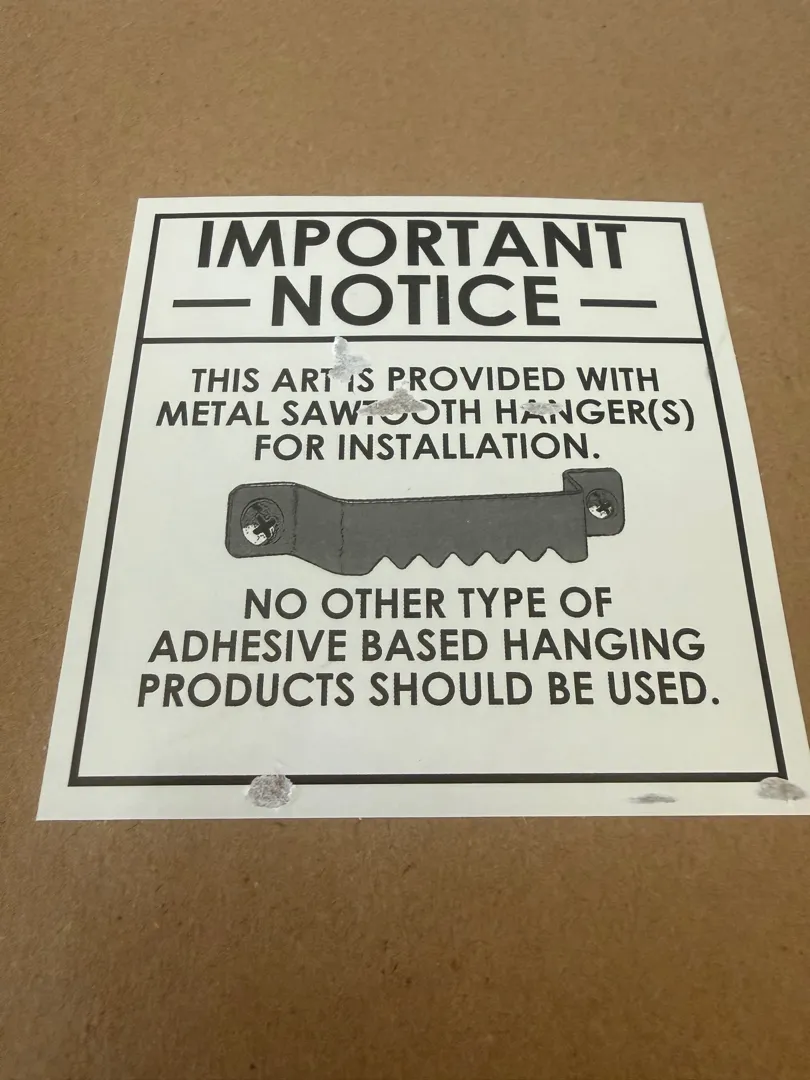 IMPORTANT
NOTICE
THIS ART IS PROVIDED WITH
METAL SAWTOOTH HANGER(S)
FOR INSTALLATION.
NO OTHER TYPE OF
ADHESIVE BASED HANGING
PRODUCTS SHOULD BE USED.